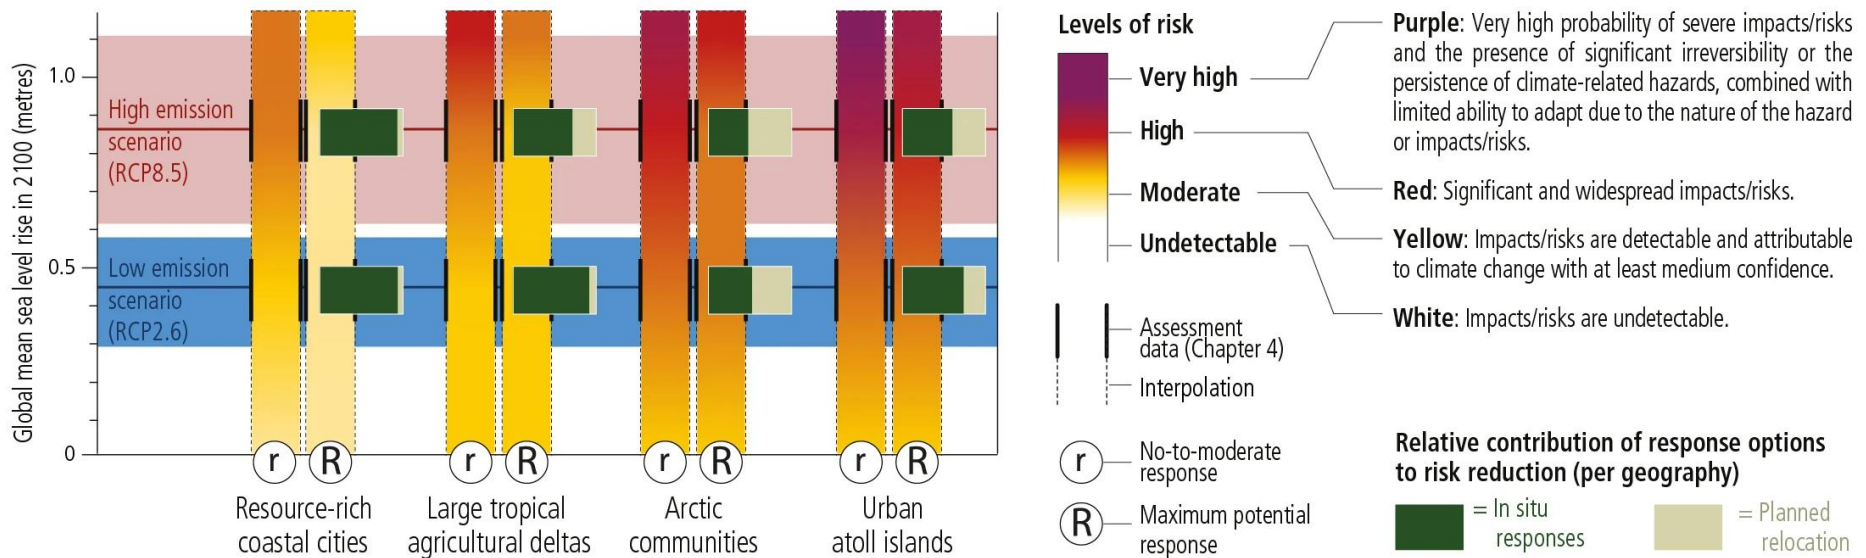 Global mean sea level rise in 2100 (metres)
1.0
0.5
0
High emission
scenario
(RCP8.5)
Low emission
scenario
(RCP2.6)
r
R
r
R
r
R
r
R
Resource-rich
coastal cities
Large tropical
agricultural deltas
Arctic
communities
Urban
atoll islands
Levels of risk
Very high
High
Moderate
Undetectable
Assessment
data (Chapter 4)
Interpolation
r
No-to-moderate
response
R
Maximum potential
response
Purple: Very high probability of severe impacts/risks
and the presence of significant irreversibility or the
persistence of climate-related hazards, combined with
limited ability to adapt due to the nature of the hazard
or impacts/risks.
Red: Significant and widespread impacts/risks.
Yellow: Impacts/risks are detectable and attributable
to climate change with at least medium confidence.
White: Impacts/risks are undetectable.
Relative contribution of response options
to risk reduction (per geography)
= In situ
responses
= Planned
relocation